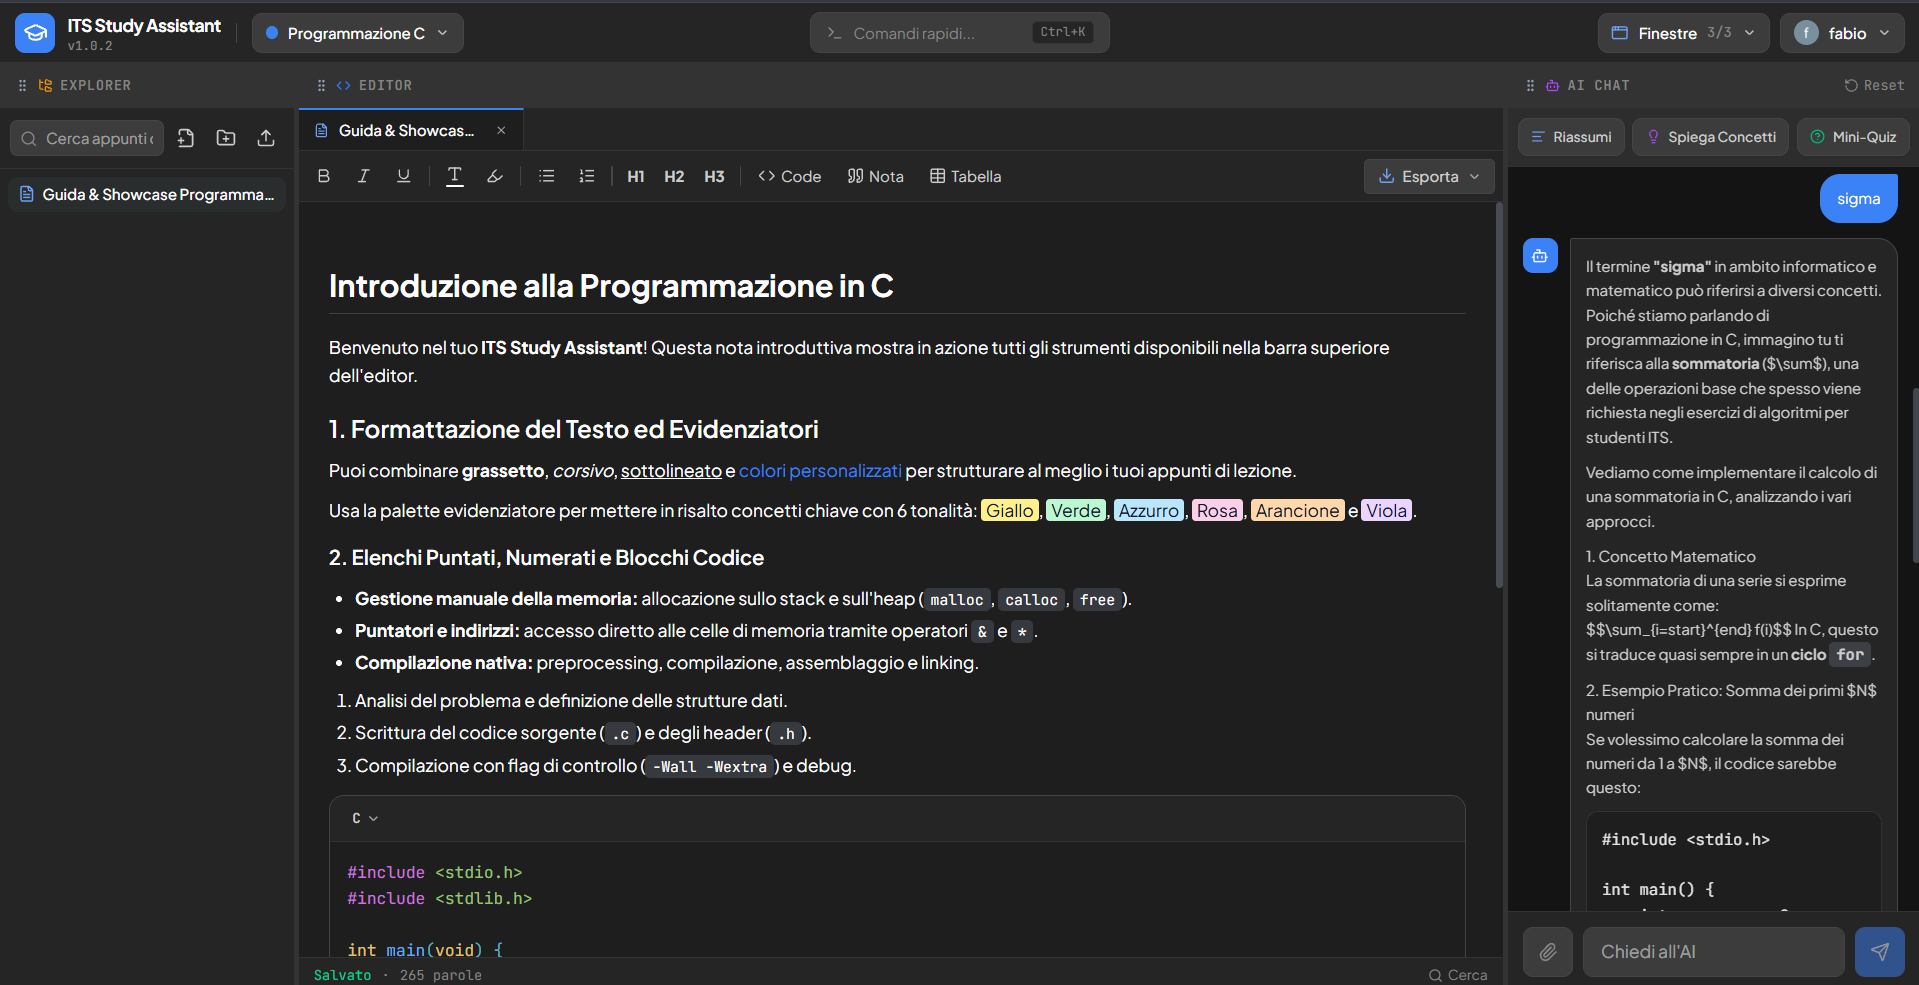 ITS Study Assistant
v1.0.2
Programmazione C
Comandi rapidi...
Ctrl+K
Finestre 3/3
f
fabio
EXPLORER
EDITOR
AI CHAT
Reset
Cerca appunti
Guida & Showcase Programma...
Guida & Showcas...
B I U T
H1 H2 H3
Code
Nota
Tabella
Esporta
Introduzione alla Programmazione in C
Benvenuto nel tuo ITS Study Assistant! Questa nota introduttiva mostra in azione tutti gli strumenti disponibili nella barra superiore
dell'editor.
1. Formattazione del Testo ed Evidenziatori
Puoi combinare grassetto, corsivo, sottolineato e colori personalizzati per strutturare al meglio i tuoi appunti di lezione.
Usa la palette evidenziatore per mettere in risalto concetti chiave con 6 tonalità: Giallo, Verde, Azzurro, Rosa, Arancione e Viola.
2. Elenchi Puntati, Numerati e Blocchi Codice
• Gestione manuale della memoria: allocazione sullo stack e sull'heap (malloc, calloc, free).
• Puntatori e indirizzi: accesso diretto alle celle di memoria tramite operatori & e *.
• Compilazione nativa: preprocessing, compilazione, assemblaggio e linking.
1. Analisi del problema e definizione delle strutture dati.
2. Scrittura del codice sorgente (.c) e degli header (.h).
3. Compilazione con flag di controllo (-Wall -Wextra) e debug.
C
#include <stdio.h>
#include <stdlib.h>
int main(void) {
Salvato · 265 parole
Cerca
Riassumi
Spiega Concetti
Mini-Quiz
sigma
Il termine "sigma" in ambito informatico e
matematico può riferirsi a diversi concetti.
Poiché stiamo parlando di
programmazione in C, immagino tu ti
riferisca alla sommatoria ($\sum$), una
delle operazioni base che spesso viene
richiesta negli esercizi di algoritmi per
studenti ITS.
Vediamo come implementare il calcolo di
una sommatoria in C, analizzando i vari
approcci.
1. Concetto Matematico
La sommatoria di una serie si esprime
solitamente come:
$$\sum_{i=start}^{end} f(i)$$ In C, questo
si traduce quasi sempre in un ciclo for.
2. Esempio Pratico: Somma dei primi $N$
numeri
Se volessimo calcolare la somma dei
numeri da 1 a $N$, il codice sarebbe
questo:
#include <stdio.h>
int main() {
Chiedi all'AI